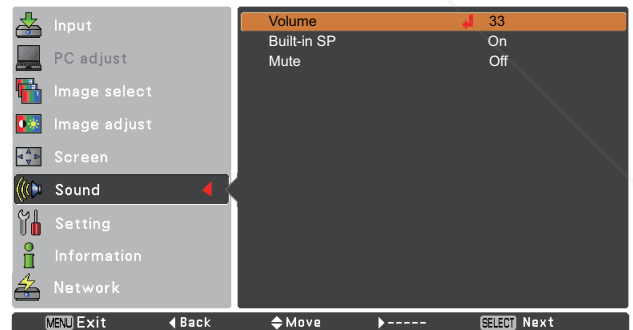 Input
PC adjust
Image select
Image adjust
Screen
Sound
Setting
Information
Network
Volume 33
Built-in SP On
Mute Off
MENU Exit Back Move ----- SELECT Next